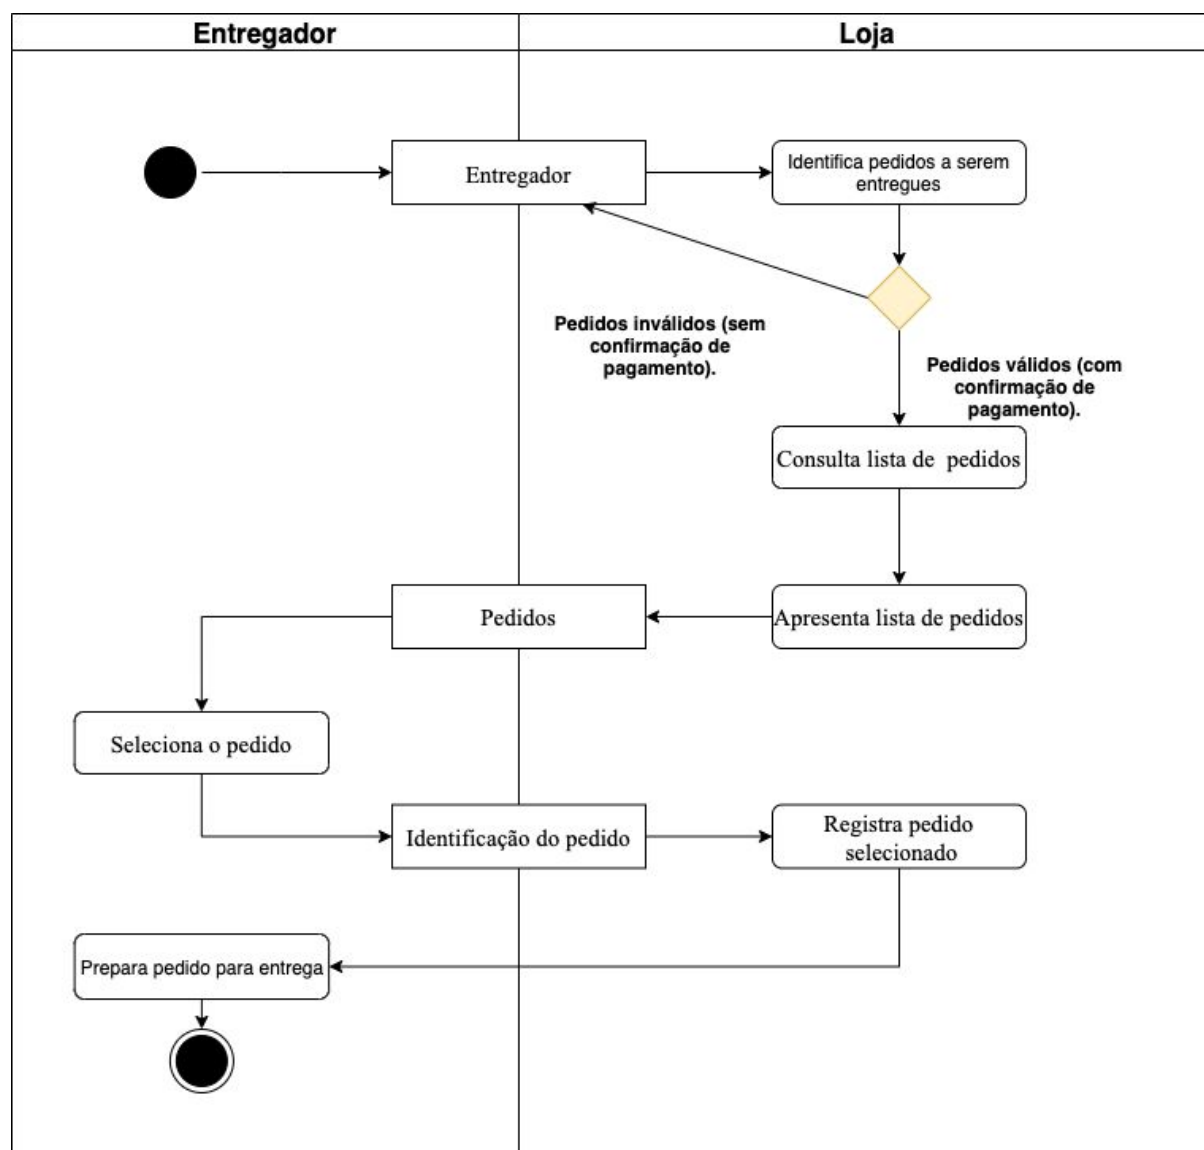 Entregador
Loja
Entregador
Identifica pedidos a serem
entregues
Pedidos inválidos (sem
confirmação de
pagamento).
Pedidos válidos (com
confirmação de
pagamento).
Consulta lista de pedidos
Pedidos
Apresenta lista de pedidos
Seleciona o pedido
Identificação do pedido
Registra pedido
selecionado
Prepara pedido para entrega